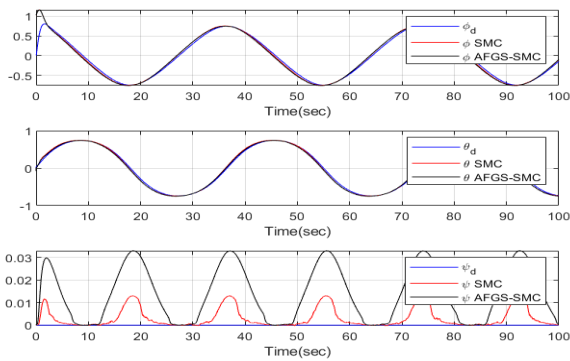 1
0.5
0
-0.5
ϕd
ϕ SMC
ϕ AFGS-SMC
0 10 20 30 40 50 60 70 80 90 100
Time(sec)
1
0
-1
θd
θ SMC
θ AFGS-SMC
0 10 20 30 40 50 60 70 80 90 100
Time(sec)
0.03
0.02
0.01
0
ψd
ψ SMC
ψ AFGS-SMC
0 10 20 30 40 50 60 70 80 90 100
Time(sec)